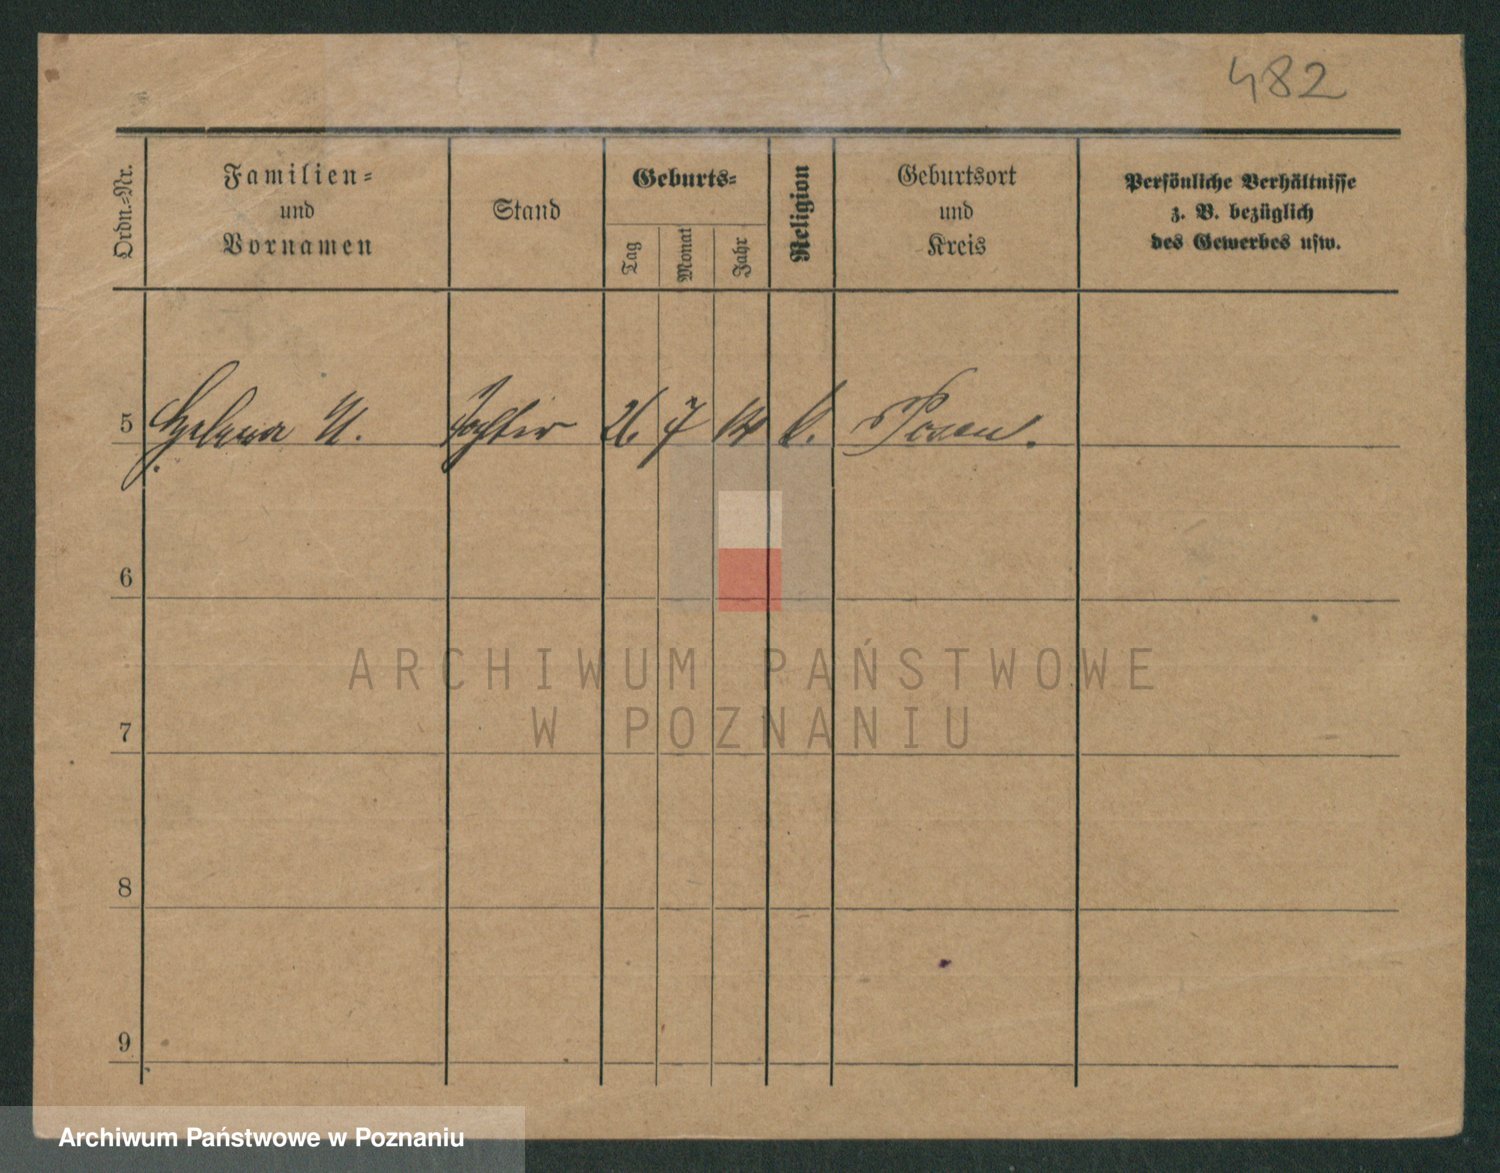 482
Ordn.-Nr.
Familien-
und
Vornamen
Stand
Geburts-
Tag
Monat
Jahr
Religion
Geburtsort
und
Kreis
Persönliche Verhältnisse
z. B. bezüglich
des Gewerbes usw.
5 Helena U. Tochter 26. 7 k. Posen.
6
7
8
9
ARCHIWUM PAŃSTWOWE
W POZNANIU
Archiwum Państwowe w Poznaniu